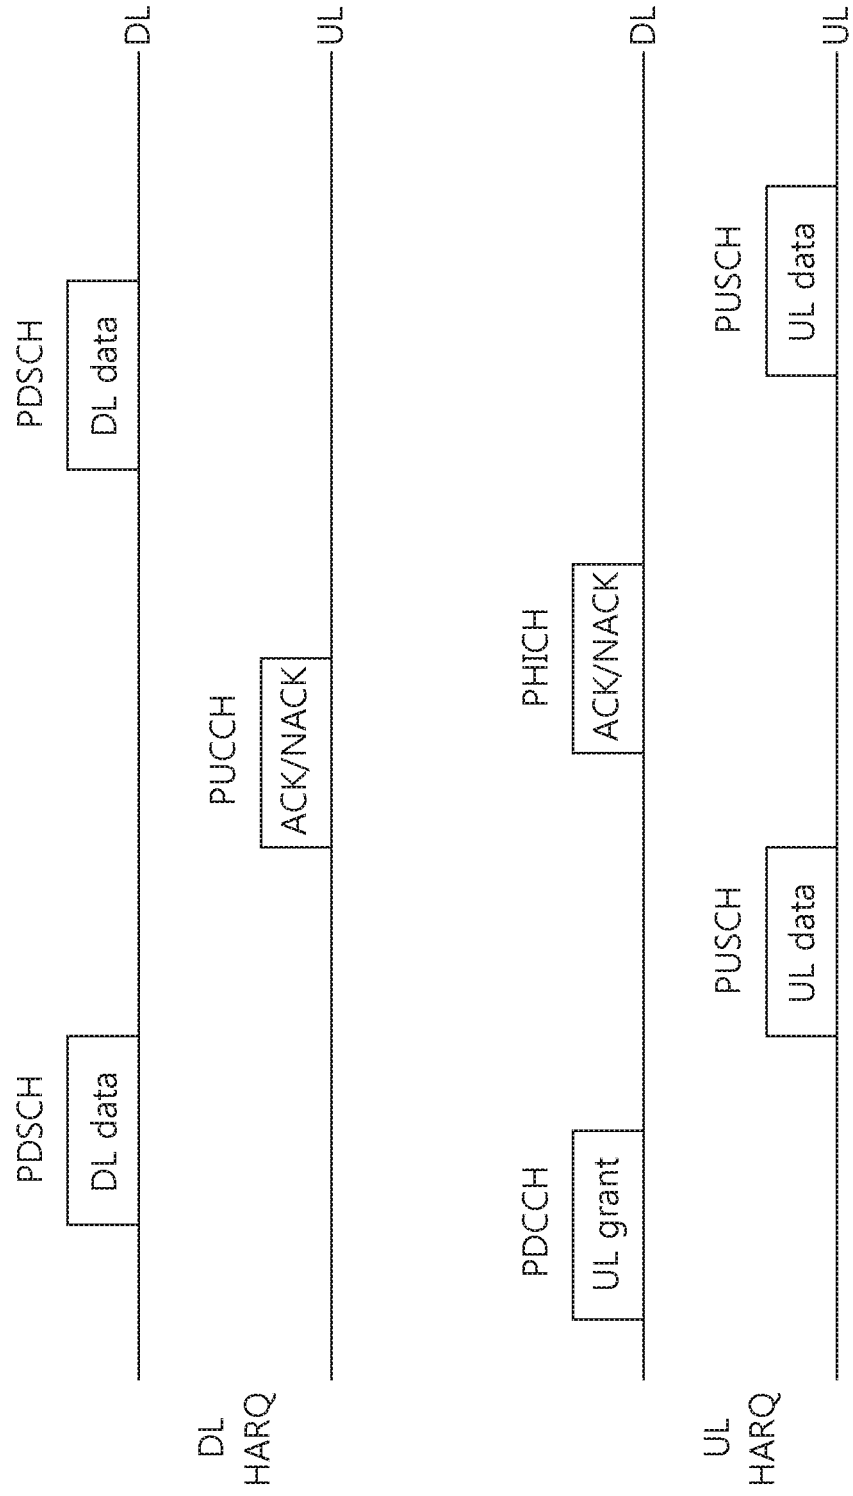 DL
HARQ
PDSCH
DL data
PDSCH
DL data
DL
PUCCH
ACK/NACK
UL
UL
HARQ
PDCCH
UL grant
PHICH
ACK/NACK
DL
PUSCH
UL data
PUSCH
UL data
UL